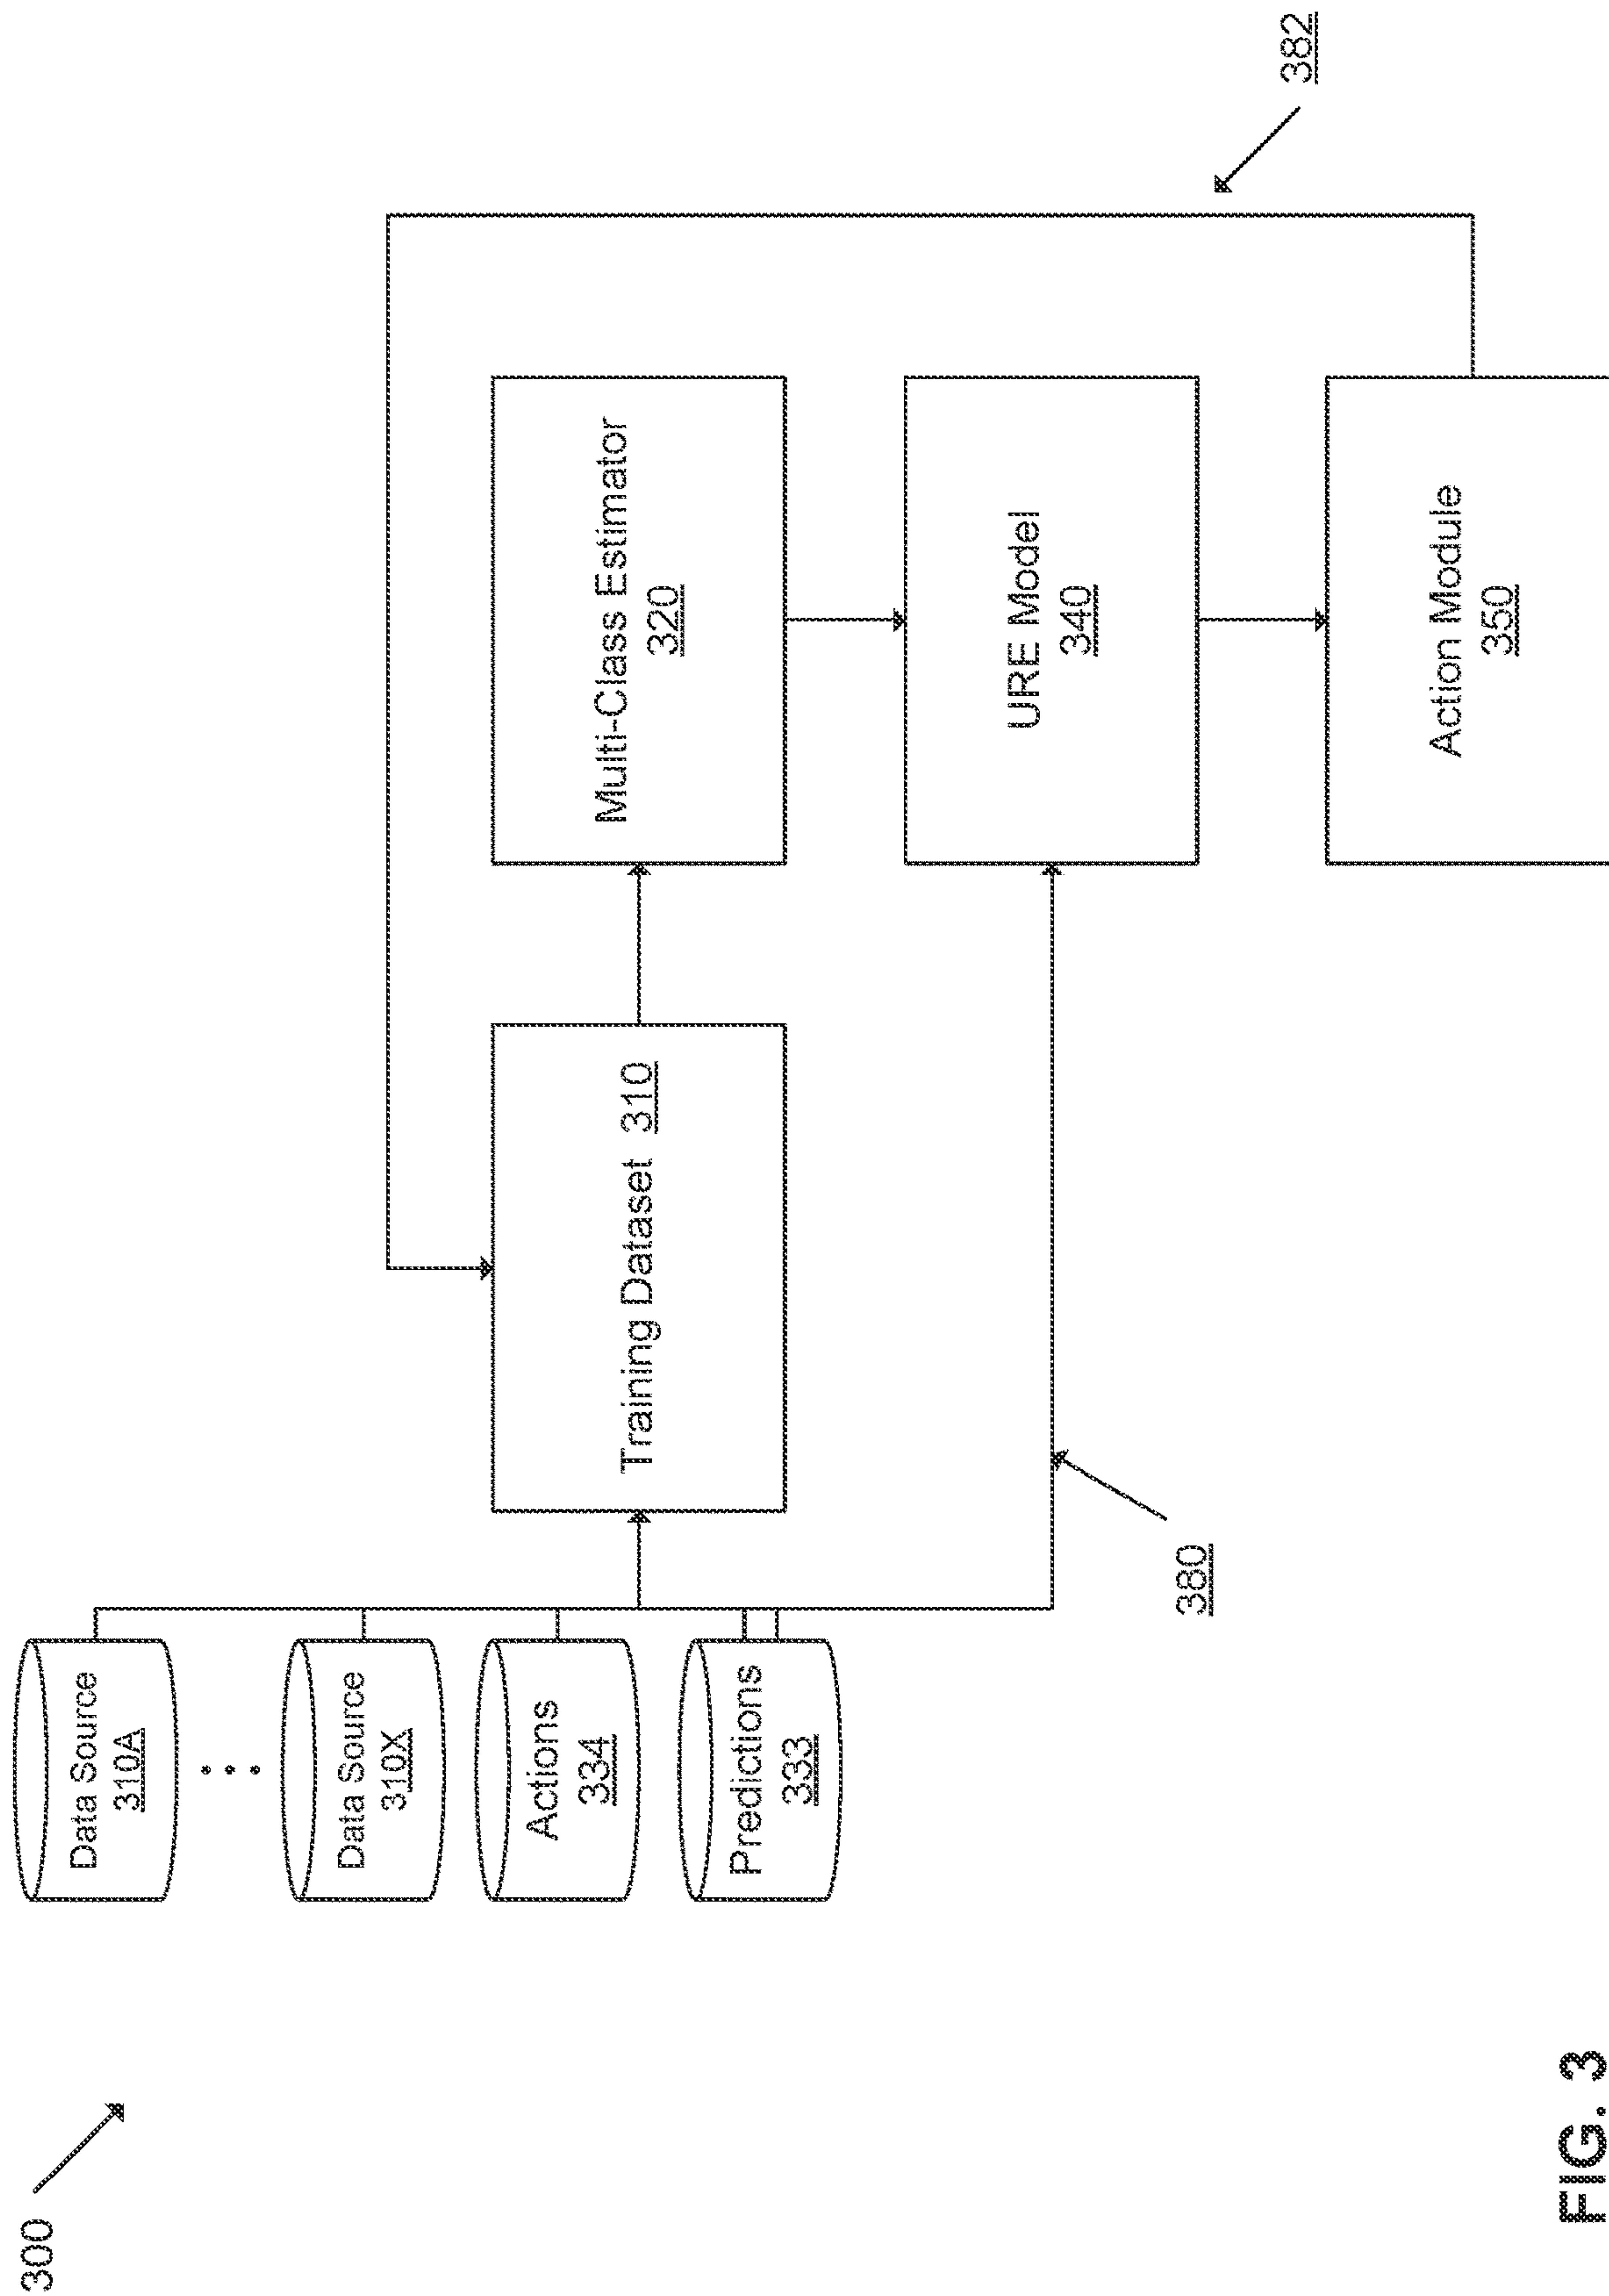 300
Data Source
310A
Data Source
310X
Actions
334
Predictions
333
Training Dataset 310
Multi-Class Estimator
320
URE Model
340
Action Module
350
380
382
FIG. 3